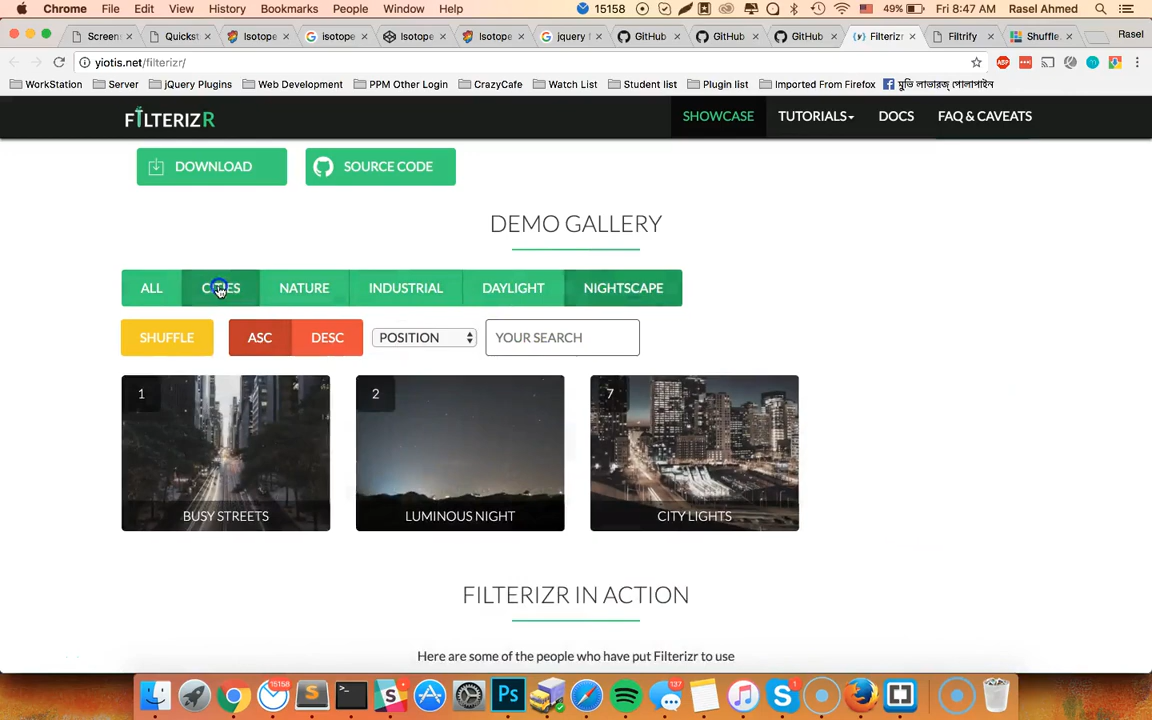 Chrome File Edit View History Bookmarks People Window Help 15158 49% Fri 8:47 AM Rasel Ahmed
Screen Quickst Isotope isotope Isotope Isotope jquery GitHub GitHub GitHub Filterizr Filtrify Shuffle. Rasel
yiotis.net/filterizr/
WorkStation Server jQuery Plugins Web Development PPM Other Login CrazyCafe Watch List Student list Plugin list Imported From Firefox
FILTERIZR SHOWCASE TUTORIALS DOCS FAQ & CAVEATS
DOWNLOAD SOURCE CODE
DEMO GALLERY
ALL CITIES NATURE INDUSTRIAL DAYLIGHT NIGHTSCAPE
SHUFFLE ASC DESC POSITION YOUR SEARCH
1 2 7
BUSY STREETS LUMINOUS NIGHT CITY LIGHTS
FILTERIZR IN ACTION
Here are some of the people who have put Filterizr to use
15158 137 1
Ps